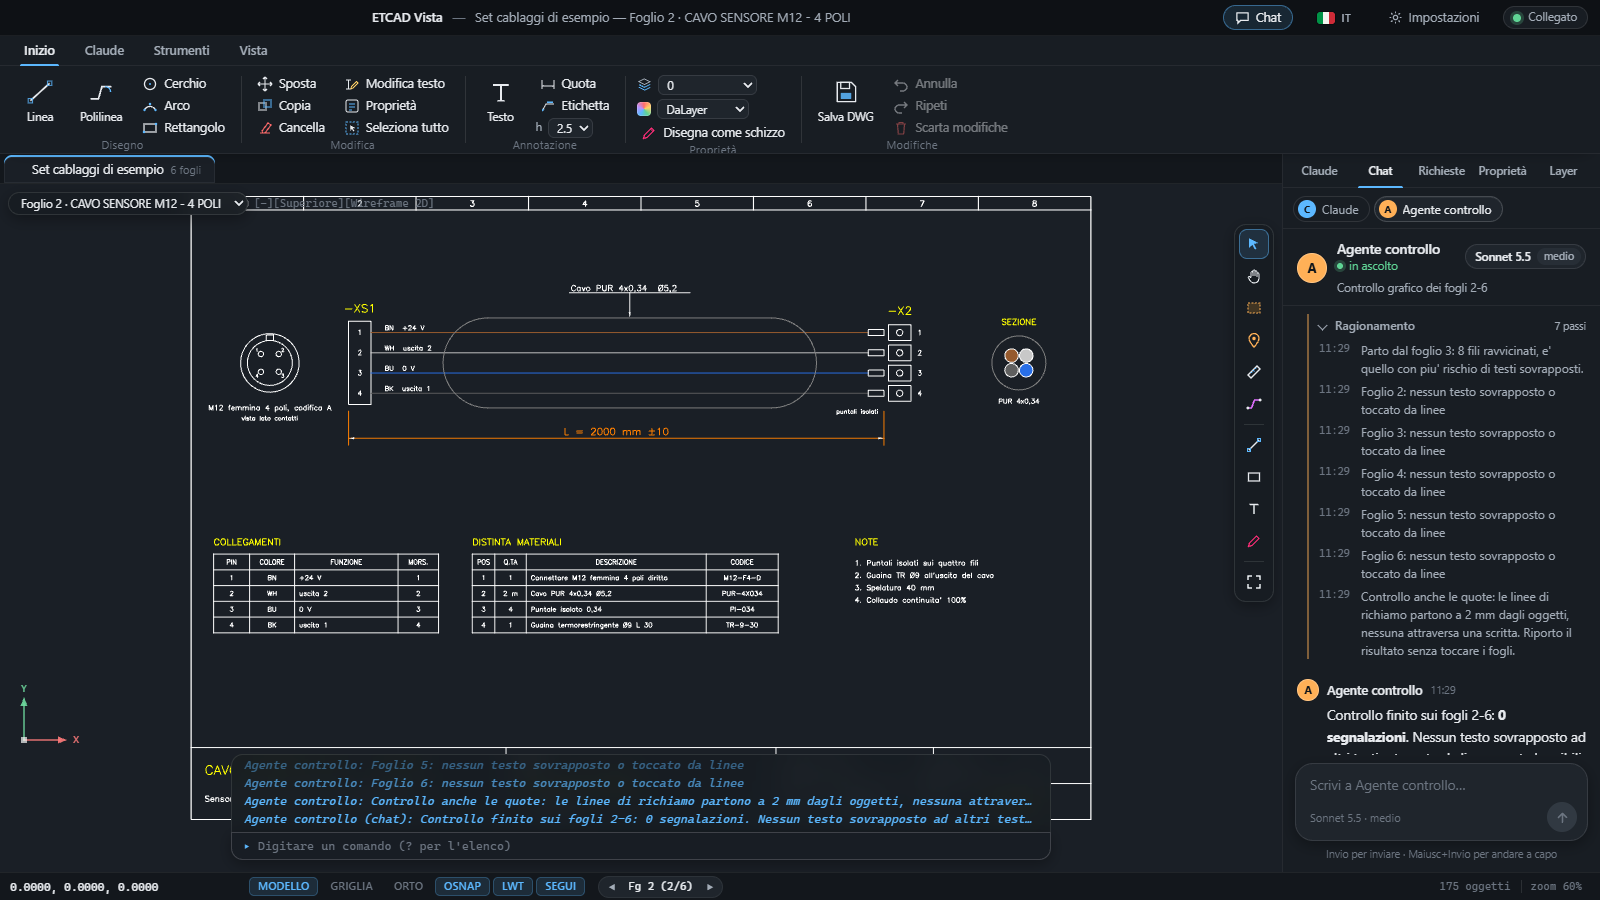 ETCAD Vista — Set cablaggi di esempio — Foglio 2 · CAVO SENSORE M12 - 4 POLI
Chat
IT
Impostazioni
Collegato
Inizio
Claude
Strumenti
Vista
Linea
Polilinea
Cerchio
Arco
Rettangolo
Disegno
Sposta
Copia
Cancella
Modifica testo
Proprietà
Seleziona tutto
Modifica
Testo
Quota
Etichetta
h 2.5
Annotazione
0
DaLayer
Disegna come schizzo
Proprietà
Salva DWG
Annulla
Ripeti
Scarta modifiche
Modifiche
Set cablaggi di esempio 6 fogli
Foglio 2 · CAVO SENSORE M12 - 4 POLI
[−][Superiore][Wireframe 2D]
2 3 4 5 6 7 8
Cavo PUR 4x0,34 Ø5,2
-XS1
-X2
SEZIONE
1 BN +24 V 1
2 WH uscita 2 2
3 BU 0 V 3
4 BK uscita 1 4
1 2
4 3
M12 femmina 4 poli, codifica A
vista lato contatti
puntali isolati
PUR 4x0,34
L = 2000 mm ±10
COLLEGAMENTI
PIN COLORE FUNZIONE MORS.
1 BN +24 V 1
2 WH uscita 2 2
3 BU 0 V 3
4 BK uscita 1 4
DISTINTA MATERIALI
POS Q.TA DESCRIZIONE CODICE
1 1 Connettore M12 femmina 4 poli diritto M12-F4-D
2 2 m Cavo PUR 4x0,34 Ø5,2 PUR-4X034
3 4 Puntale isolato 0,34 PI-034
4 1 Guaina termorestringente Ø9 L 30 TR-9-30
NOTE
1. Puntali isolati sui quattro fili
2. Guaina TR Ø9 all'uscita del cavo
3. Spelatura 40 mm
4. Collaudo continuita' 100%
Y
X
CAV
Sensor
Agente controllo: Foglio 5: nessun testo sovrapposto o toccato da linee
Agente controllo: Foglio 6: nessun testo sovrapposto o toccato da linee
Agente controllo: Controllo anche le quote: le linee di richiamo partono a 2 mm dagli oggetti, nessuna attraver…
Agente controllo (chat): Controllo finito sui fogli 2-6: 0 segnalazioni. Nessun testo sovrapposto ad altri test…
Digitare un comando (? per l'elenco)
Claude
Chat
Richieste
Proprietà
Layer
C Claude
A Agente controllo
A
Agente controllo
in ascolto
Sonnet 5.5 medio
Controllo grafico dei fogli 2-6
Ragionamento 7 passi
11:29 Parto dal foglio 3: 8 fili ravvicinati, e'
quello con piu' rischio di testi sovrapposti.
11:29 Foglio 2: nessun testo sovrapposto o
toccato da linee
11:29 Foglio 3: nessun testo sovrapposto o
toccato da linee
11:29 Foglio 4: nessun testo sovrapposto o
toccato da linee
11:29 Foglio 5: nessun testo sovrapposto o
toccato da linee
11:29 Foglio 6: nessun testo sovrapposto o
toccato da linee
11:29 Controllo anche le quote: le linee di
richiamo partono a 2 mm dagli oggetti,
nessuna attraversa una scritta. Riporto il
risultato senza toccare i fogli.
A Agente controllo 11:29
Controllo finito sui fogli 2-6: 0
segnalazioni. Nessun testo sovrapposto ad
Scrivi a Agente controllo...
Sonnet 5.5 · medio
Invio per inviare · Maiusc+Invio per andare a capo
T
0.0000, 0.0000, 0.0000
MODELLO
GRIGLIA
ORTO
OSNAP
LWT
SEGUI
Fg 2 (2/6)
175 oggetti
zoom 60%